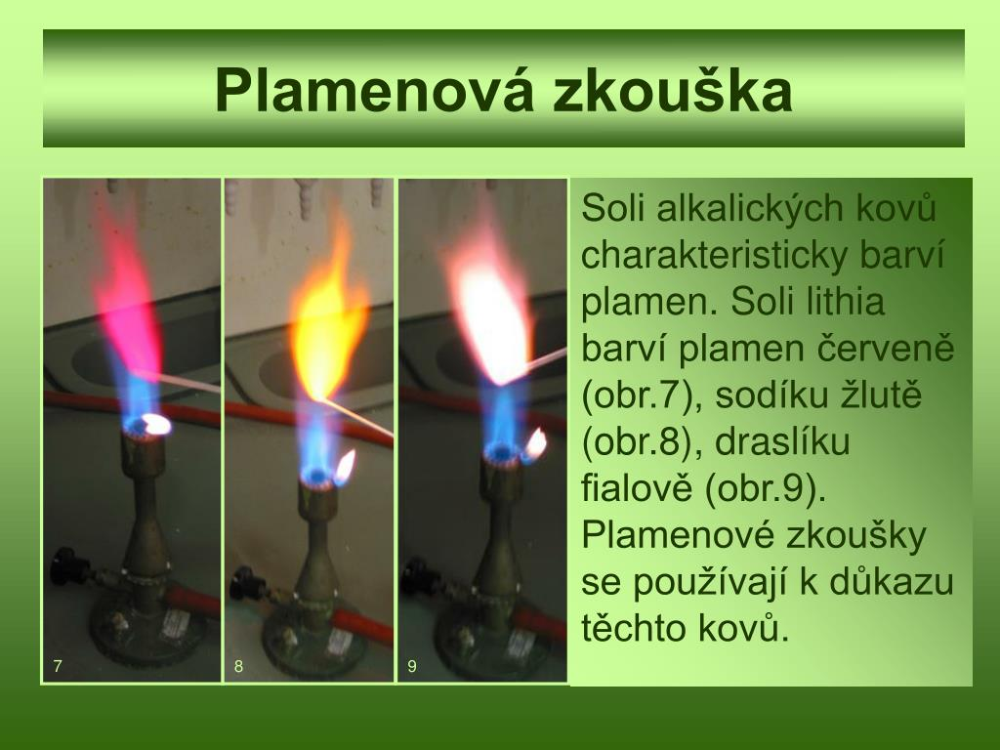 Plamenová zkouška
Soli alkalických kovů
charakteristicky barví
plamen. Soli lithia
barví plamen červeně
(obr.7), sodíku žlutě
(obr.8), draslíku
fialově (obr.9).
Plamenové zkoušky
se používají k důkazu
těchto kovů.
7
8
9